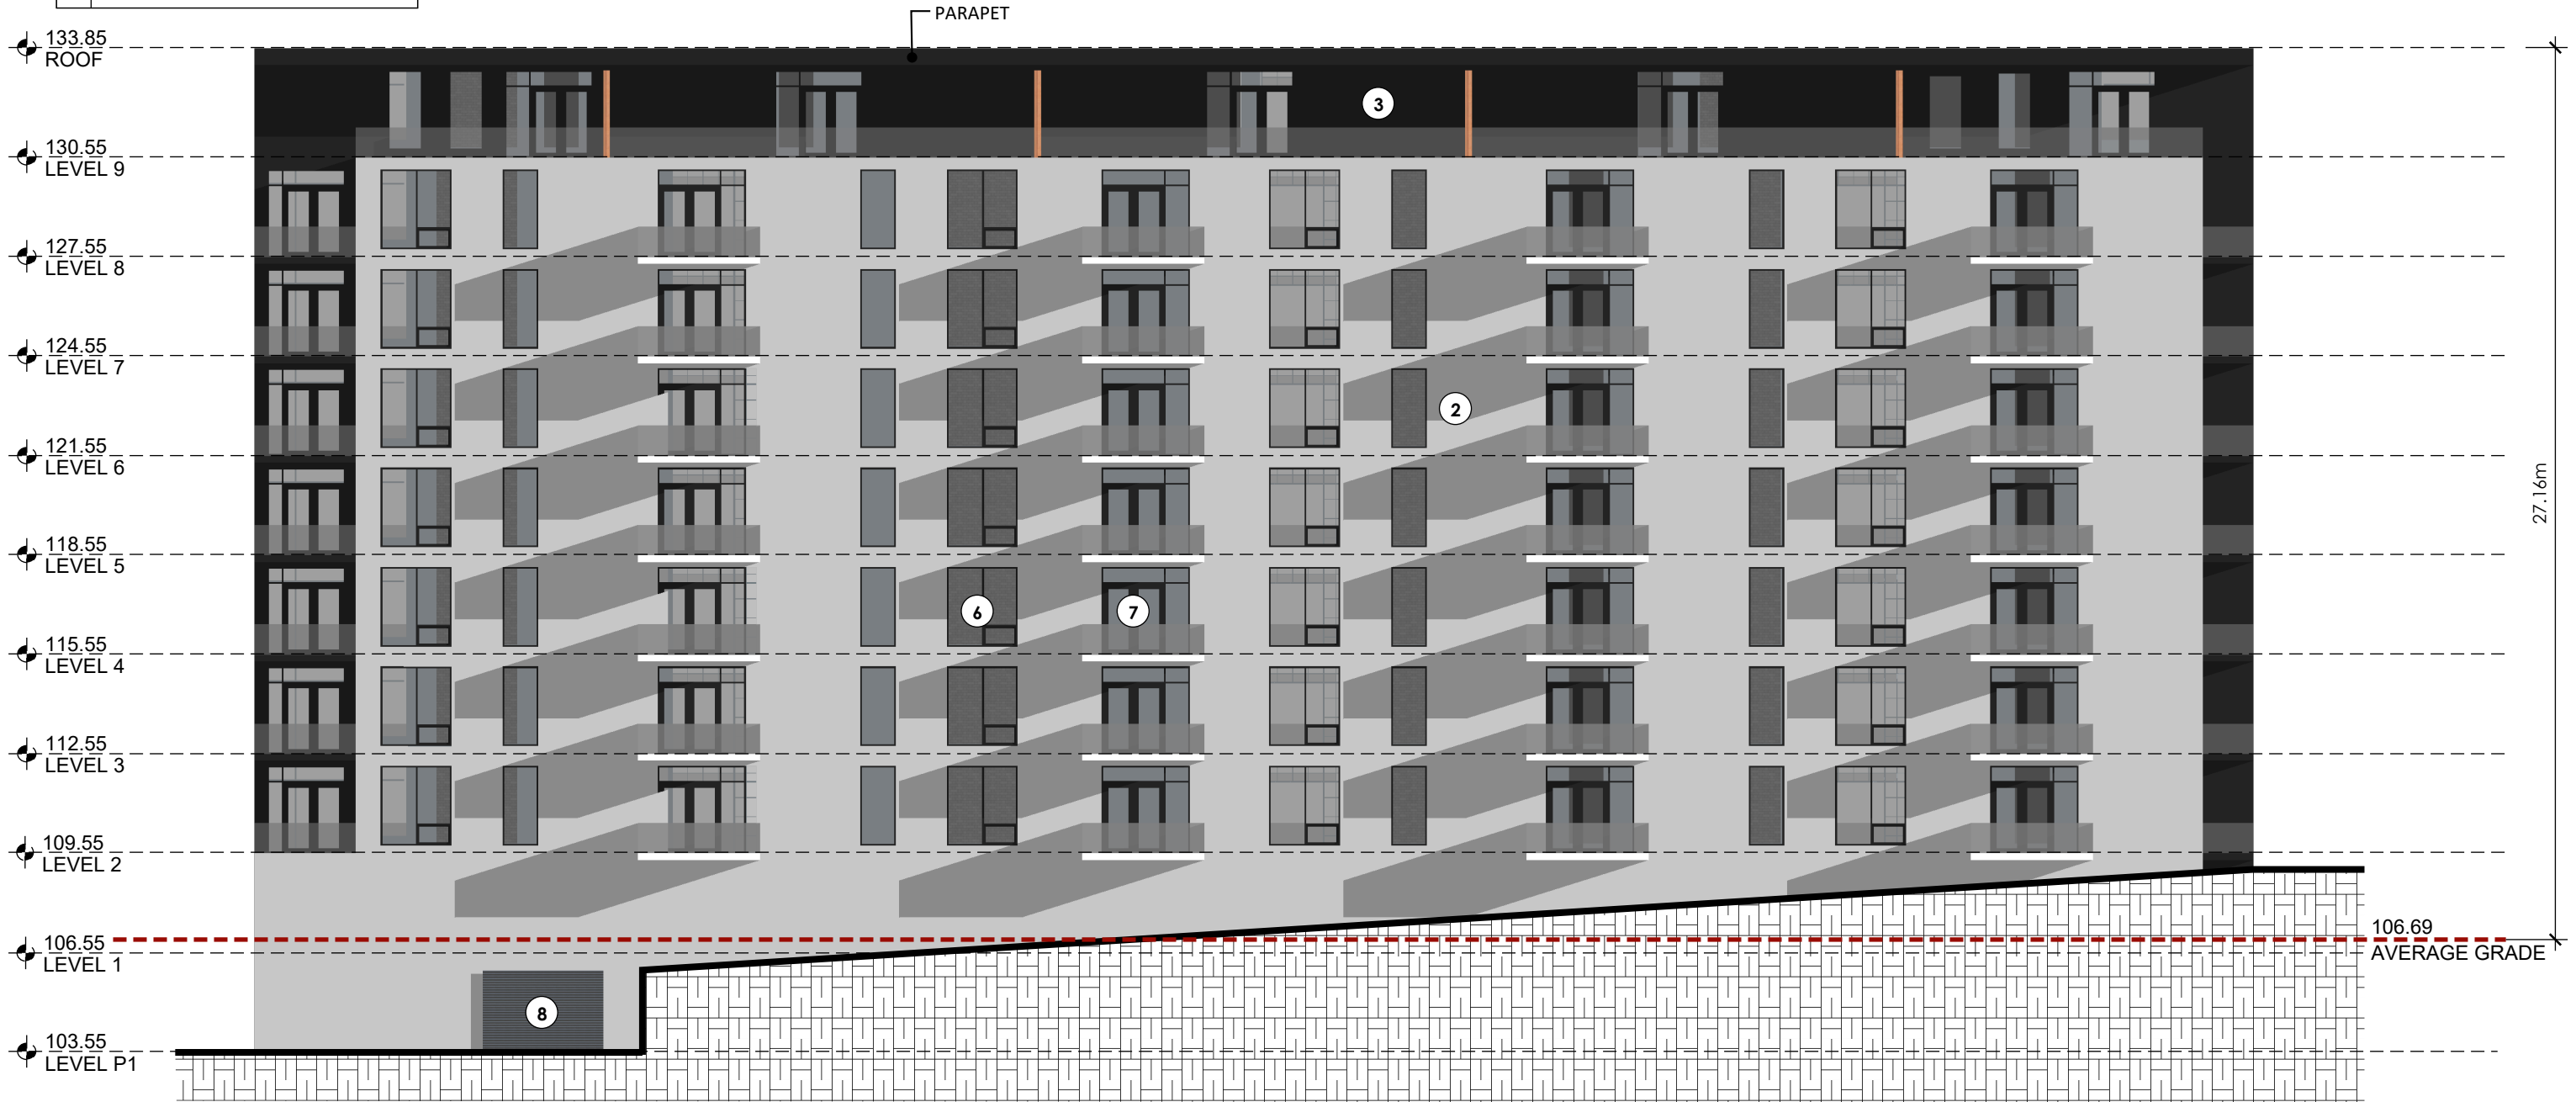 PARAPET
133.85
ROOF
3
130.55
LEVEL 9
127.55
LEVEL 8
124.55
LEVEL 7
2
121.55
LEVEL 6
27.16m
118.55
LEVEL 5
6
7
115.55
LEVEL 4
112.55
LEVEL 3
109.55
LEVEL 2
106.69
AVERAGE GRADE
106.55
LEVEL 1
8
103.55
LEVEL P1